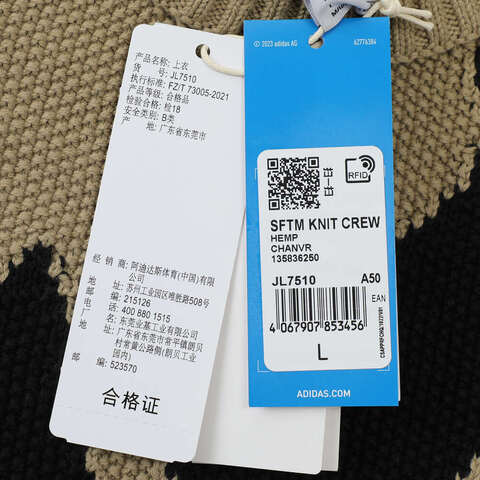 产品名称: 上衣
货 号: JL7510
执行标准: FZ/T 73005-2021
产品等级: 合格品
检验合格: 检18
安全类别: B类
产 地: 广东省东莞市
经 销 商: 阿迪达斯体育(中国)有限公司
地 址: 苏州工业园区唯胜路508号
邮 编: 215126
电 话: 400 880 1515
厂 名: 东莞业基工业有限公司
地 址: 广东省东莞市常平镇朗贝村常黄公路侧(朗贝工业园内)
邮 编: 523570
合格证
© 2023 adidas AG
62776384
RFID
SFTM KNIT CREW
HEMP
CHANVR
135836250
JL7510 A50
EAN
4 067907 853456
L
ADIDAS.COM